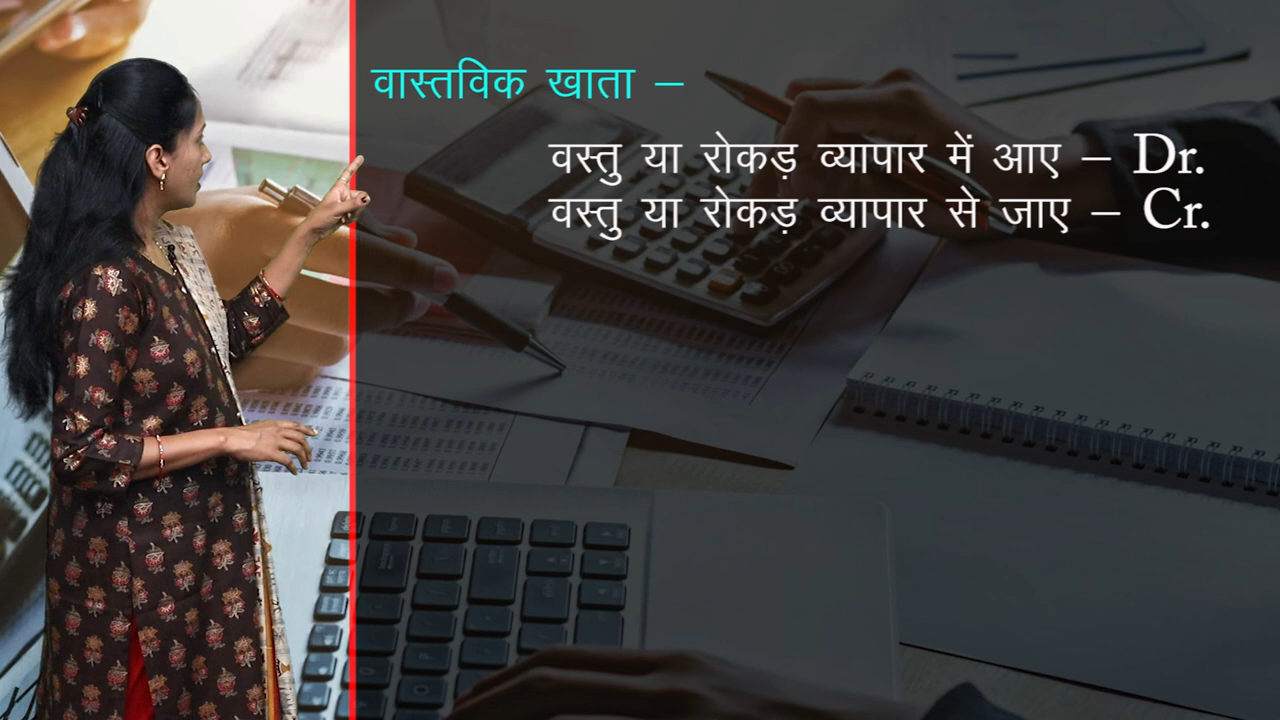 वास्तविक खाता –
वस्तु या रोकड़ व्यापार में आए – Dr.
वस्तु या रोकड़ व्यापार से जाए – Cr.